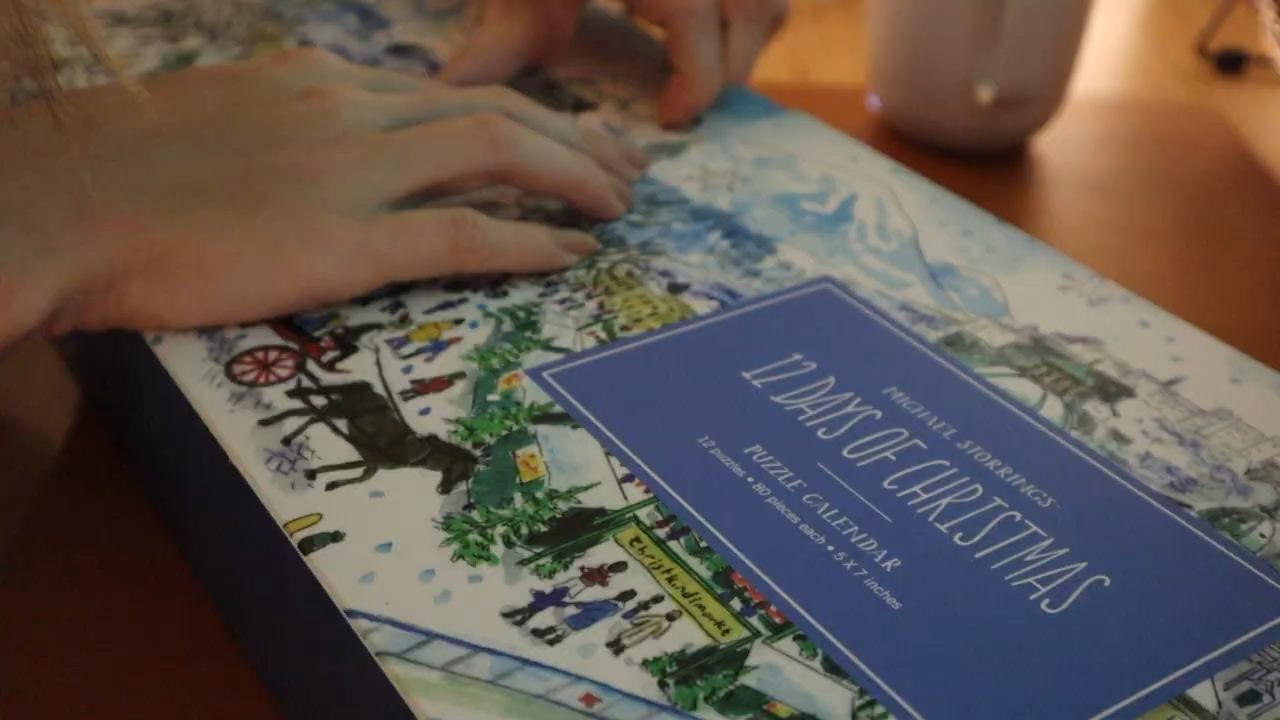 MICHAEL STORRINGS
12 DAYS OF CHRISTMAS
PUZZLE CALENDAR
12 puzzles • 80 pieces each • 5 X 7 inches
Christkindlmarkt